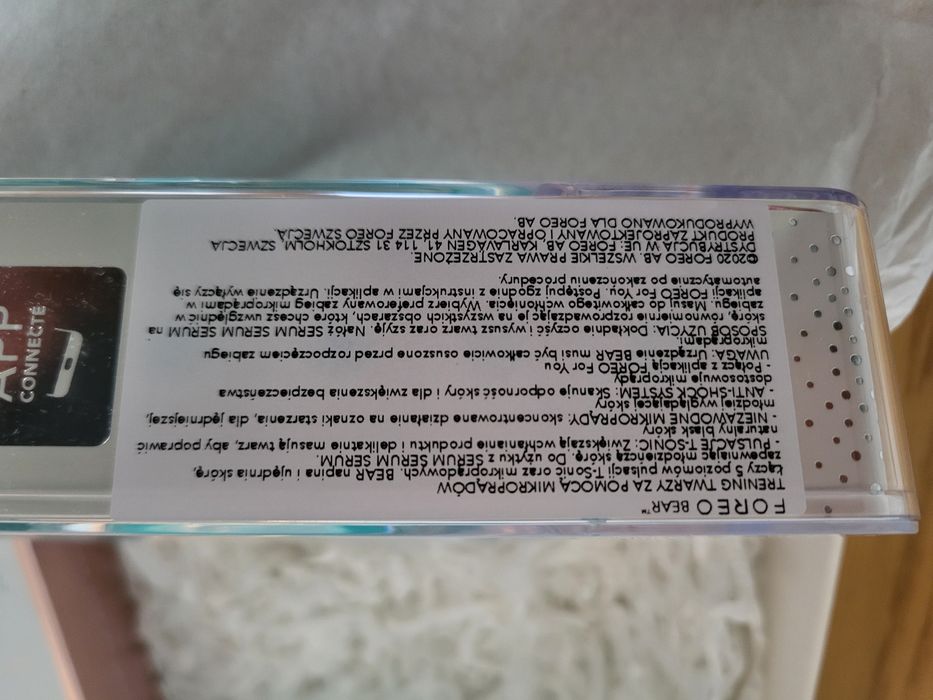 FOREO BEAR™
TRENING TWARZY ZA POMOCĄ MIKROPRĄDÓW
Łączy 5 poziomów pulsacji T-Sonic oraz mikroprądowych. BEAR napina i ujędrnia skórę,
zapewniając młodzieńczą skórę. Do użytku z SERUM SERUM SERUM.
- PULSACJE T-SONIC: Zwiększają wchłanianie produktu i delikatnie masują twarz, aby poprawić
naturalny blask skóry
- NIEZAWODNE MIKROPRĄDY: skoncentrowane działanie na oznaki starzenia, dla jędrniejszej,
młodziej wyglądającej skóry
- ANTI-SHOCK SYSTEM: Skanuje oporność skóry i dla zwiększenia bezpieczeństwa
dostosowuje mikroprądy
- Połącz z aplikacją FOREO For You
UWAGA: Urządzenie BEAR musi być całkowicie osuszone przed rozpoczęciem zabiegu
mikroprądami.
SPOSÓB UŻYCIA: Dokładnie oczyść i wysusz twarz oraz szyję. Nałóż SERUM SERUM SERUM na
skórę, równomiernie rozprowadzając je na wszystkich obszarach, które chcesz uwzględnić w
zabiegu. Masuj do całkowitego wchłonięcia. Wybierz preferowany zabieg mikroprądami w
aplikacji FOREO For You. Postępuj zgodnie z instrukcjami w aplikacji. Urządzenie wyłączy się
automatycznie po zakończeniu procedury.
©2020 FOREO AB. WSZELKIE PRAWA ZASTRZEŻONE.
DYSTRYBUCJA W UE: FOREO AB, KARLAVÄGEN 41, 114 31 SZTOKHOLM, SZWECJA
PRODUKT ZAPROJEKTOWANY I OPRACOWANY PRZEZ FOREO SZWECJA
WYPRODUKOWANO DLA FOREO AB.
APP
CONNECTÉ